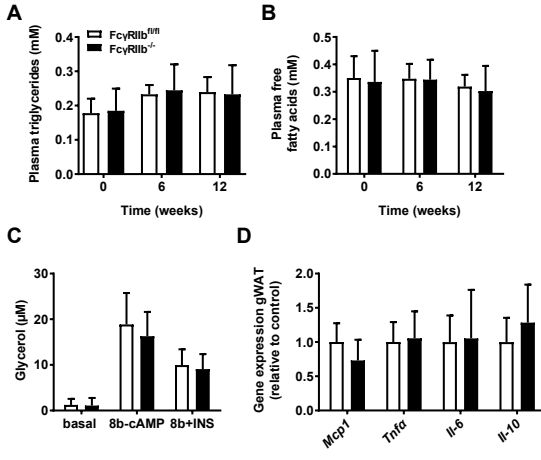 A
FcγRIIb^fl/fl
FcγRIIb^-/-
Plasma triglycerides (mM)
0.4
0.3
0.2
0.1
0.0
0 6 12
Time (weeks)
B
Plasma free
fatty acids (mM)
0.5
0.4
0.3
0.2
0.1
0.0
0 6 12
Time (weeks)
C
Glycerol (µM)
30
20
10
0
basal 8b-cAMP 8b+INS
D
Gene expression gWAT
(relative to control)
2.0
1.5
1.0
0.5
0.0
Mcp1 Tnfα Il-6 Il-10